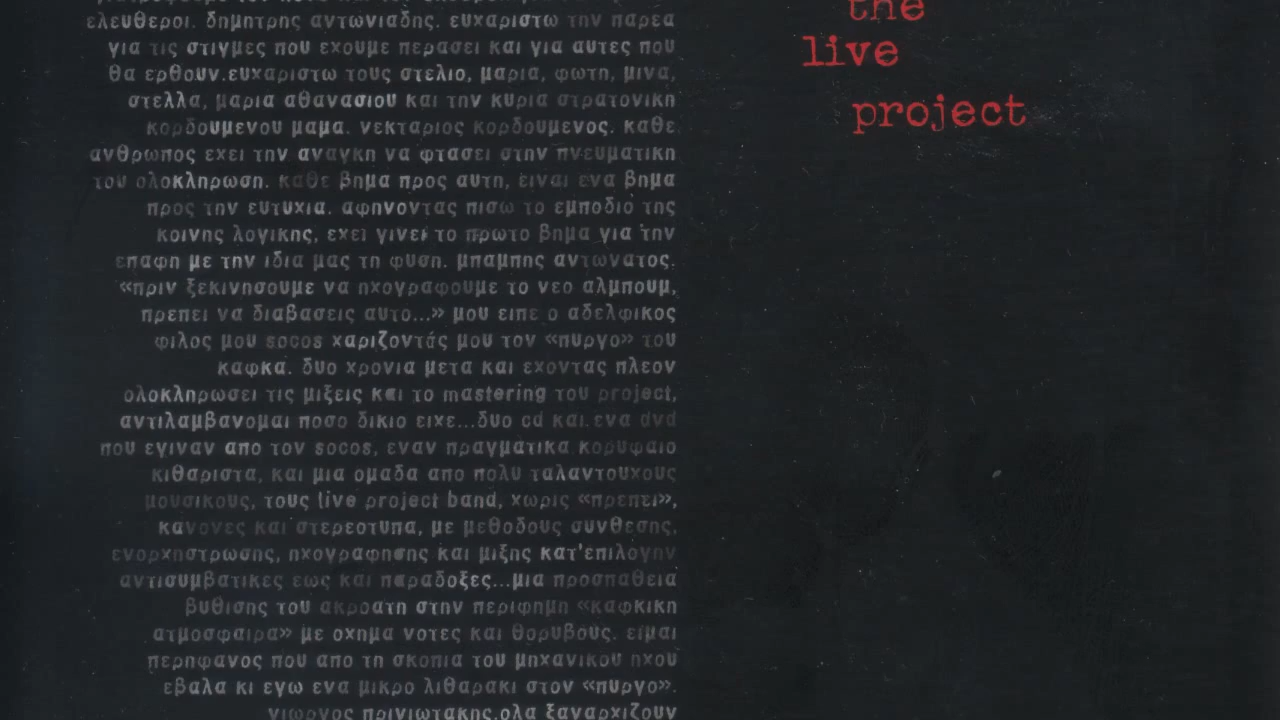 ελευθεροι. δημητρης αντωνιαδης. ευχαριστω την παρεα
για τις στιγμες που εχουμε περασει και για αυτες που
θα ερθουν.ευχαριστω τους στελιο, μαρια, φωτη, μινα,
στελλα, μαρια αθανασιου και την κυρια στρατονικη
κορδουμενου μαμα. νεκταριος κορδουμενος. καθε
ανθρωπος εχει την αναγκη να φτασει στην πνευματικη
του ολοκληρωση. καθε βημα προς αυτη, ειναι ενα βημα
προς την ευτυχια. αφηνοντας πισω το εμποδιο της
κοινης λογικης, εχει γινει το πρωτο βημα για την
επαφη με την ιδια μας τη φυση. μπαμπης αντωνατος.
«πριν ξεκινησουμε να ηχογραφουμε το νεο αλμπουμ,
πρεπει να διαβασεις αυτο...» μου ειπε ο αδελφικος
φιλος μου socos χαριζοντάς μου τον «πυργο» του
καφκα. δυο χρονια μετα και εχοντας πλεον
ολοκληρωσει τις μιξεις και το mastering του project,
αντιλαμβανομαι ποσο δικιο ειχε...δυο cd και ενα dvd
που εγιναν απο τον socos, εναν πραγματικα κορυφαιο
κιθαριστα, και μια ομαδα απο πολυ ταλαντουχους
μουσικους, τους live project band, χωρις «πρεπει»,
κανονες και στερεοτυπα, με μεθοδους συνθεσης,
ενορχηστρωσης, ηχογραφησης και μιξης κατ'επιλογην
αντισυμβατικες εως και παραδοξες...μια προσπαθεια
βυθισης του ακροατη στην περιφημη «καφκικη
ατμοσφαιρα» με οχημα νοτες και θορυβους. ειμαι
περηφανος που απο τη σκοπια του μηχανικου ηχου
εβαλα κι εγω ενα μικρο λιθαρακι στον «πυργο».
γιωργος πρινιωτακης.ολα ξαναρχιζουν
the
live
project